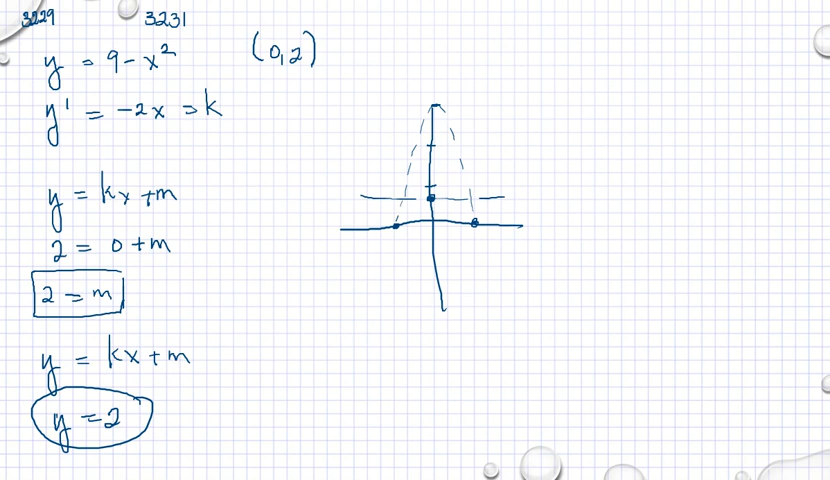 3229 3231
y = 9 - x² (0,2)
y' = -2x = k
y = kx + m
2 = 0 + m
2 = m
y = kx + m
y = 2